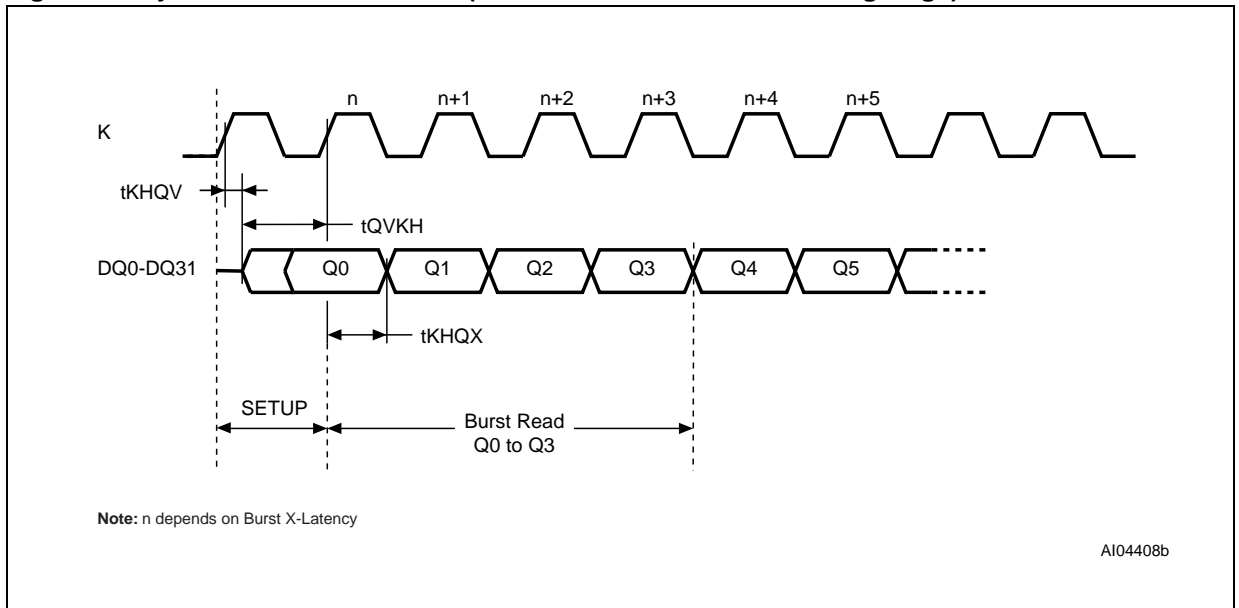 n n+1 n+2 n+3 n+4 n+5
K
tKHQV
tQVKH
DQ0-DQ31 Q0 Q1 Q2 Q3 Q4 Q5
tKHQX
SETUP
Burst Read
Q0 to Q3
Note: n depends on Burst X-Latency
AI04408b